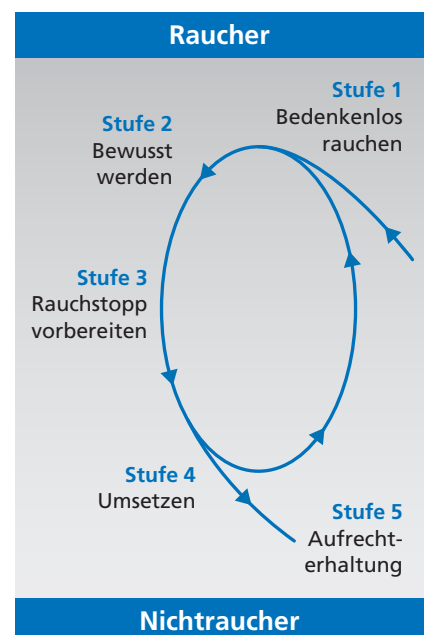 Raucher
Stufe 1
Bedenkenlos
rauchen
Stufe 2
Bewusst
werden
Stufe 3
Rauchstopp
vorbereiten
Stufe 4
Umsetzen
Stufe 5
Aufrecht-
erhaltung
Nichtraucher